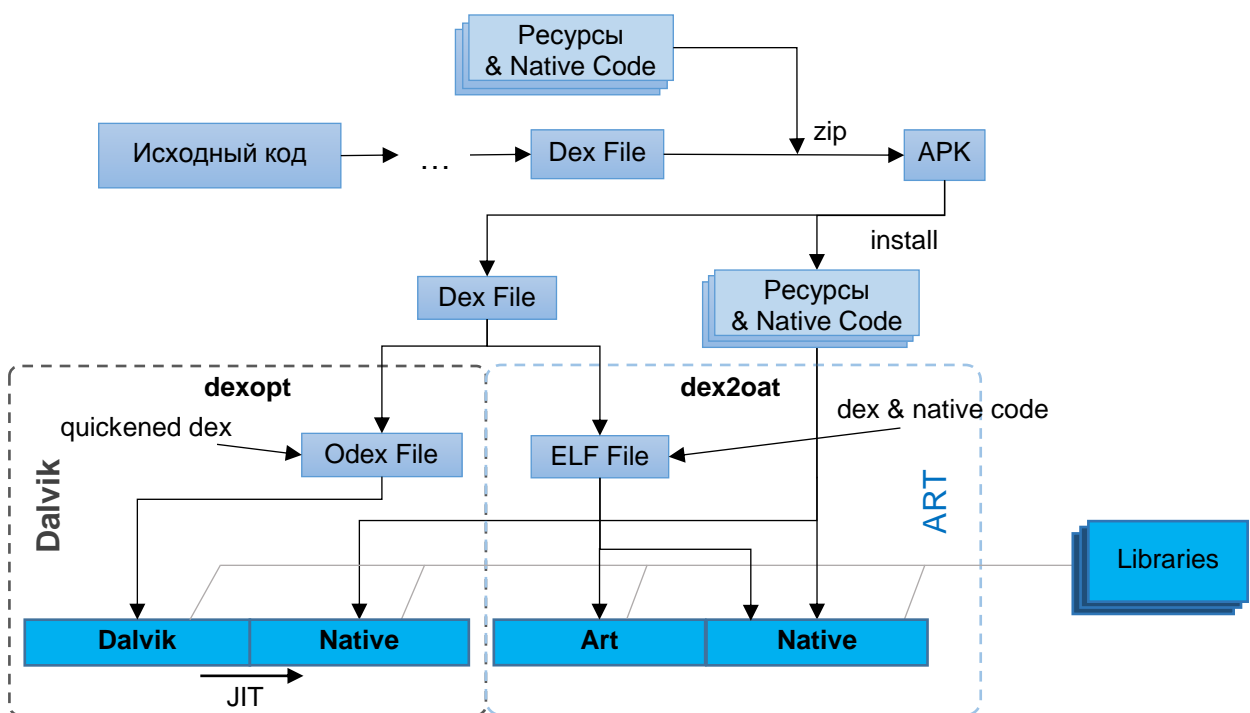 Ресурсы
& Native Code
zip
Исходный код
...
Dex File
APK
install
Dex File
Ресурсы
& Native Code
dexopt
dex2oat
quickened dex
dex & native code
Odex File
ELF File
Dalvik
ART
Libraries
Dalvik
Native
Art
Native
JIT